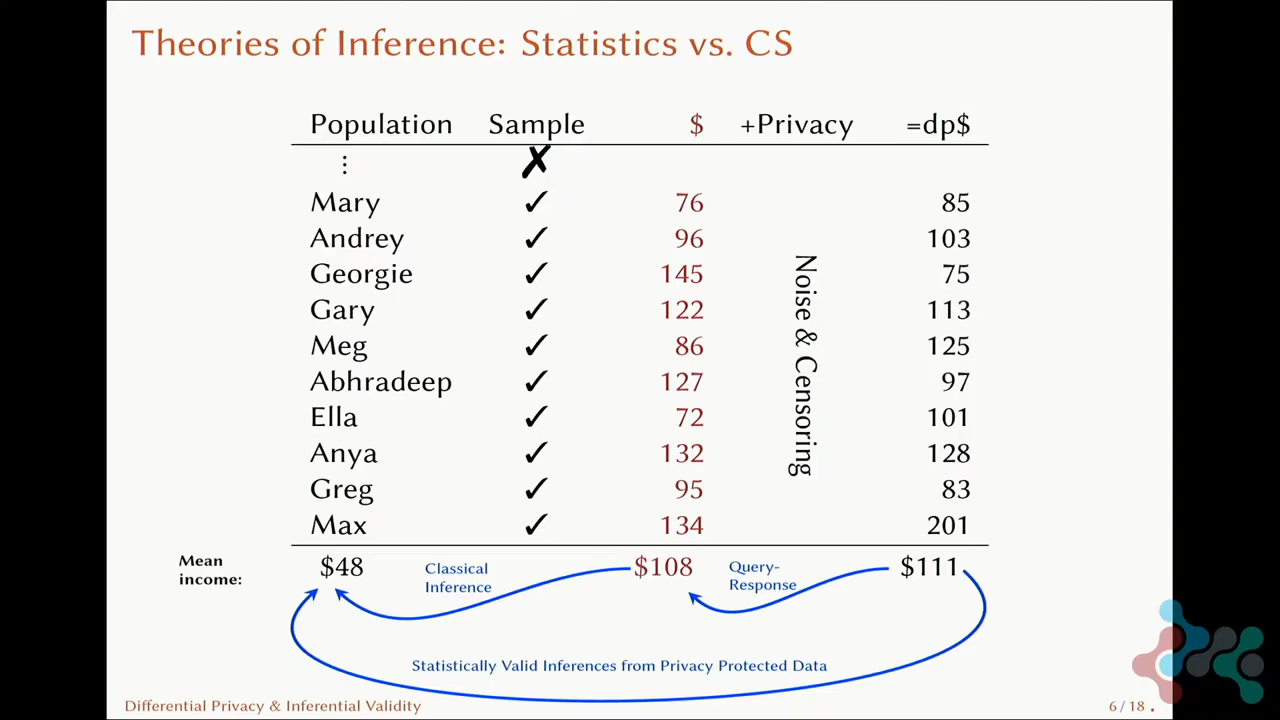 Theories of Inference: Statistics vs. CS
Population Sample $ +Privacy =dp$
⋮ ✗
Mary ✓ 76 85
Andrey ✓ 96 103
Georgie ✓ 145 75
Gary ✓ 122 113
Meg ✓ 86 125
Abhradeep ✓ 127 97
Ella ✓ 72 101
Anya ✓ 132 128
Greg ✓ 95 83
Max ✓ 134 201
Noise & Censoring
Mean
income:
$48
Classical
Inference
$108
Query-
Response
$111
Statistically Valid Inferences from Privacy Protected Data
Differential Privacy & Inferential Validity
6 / 18 .